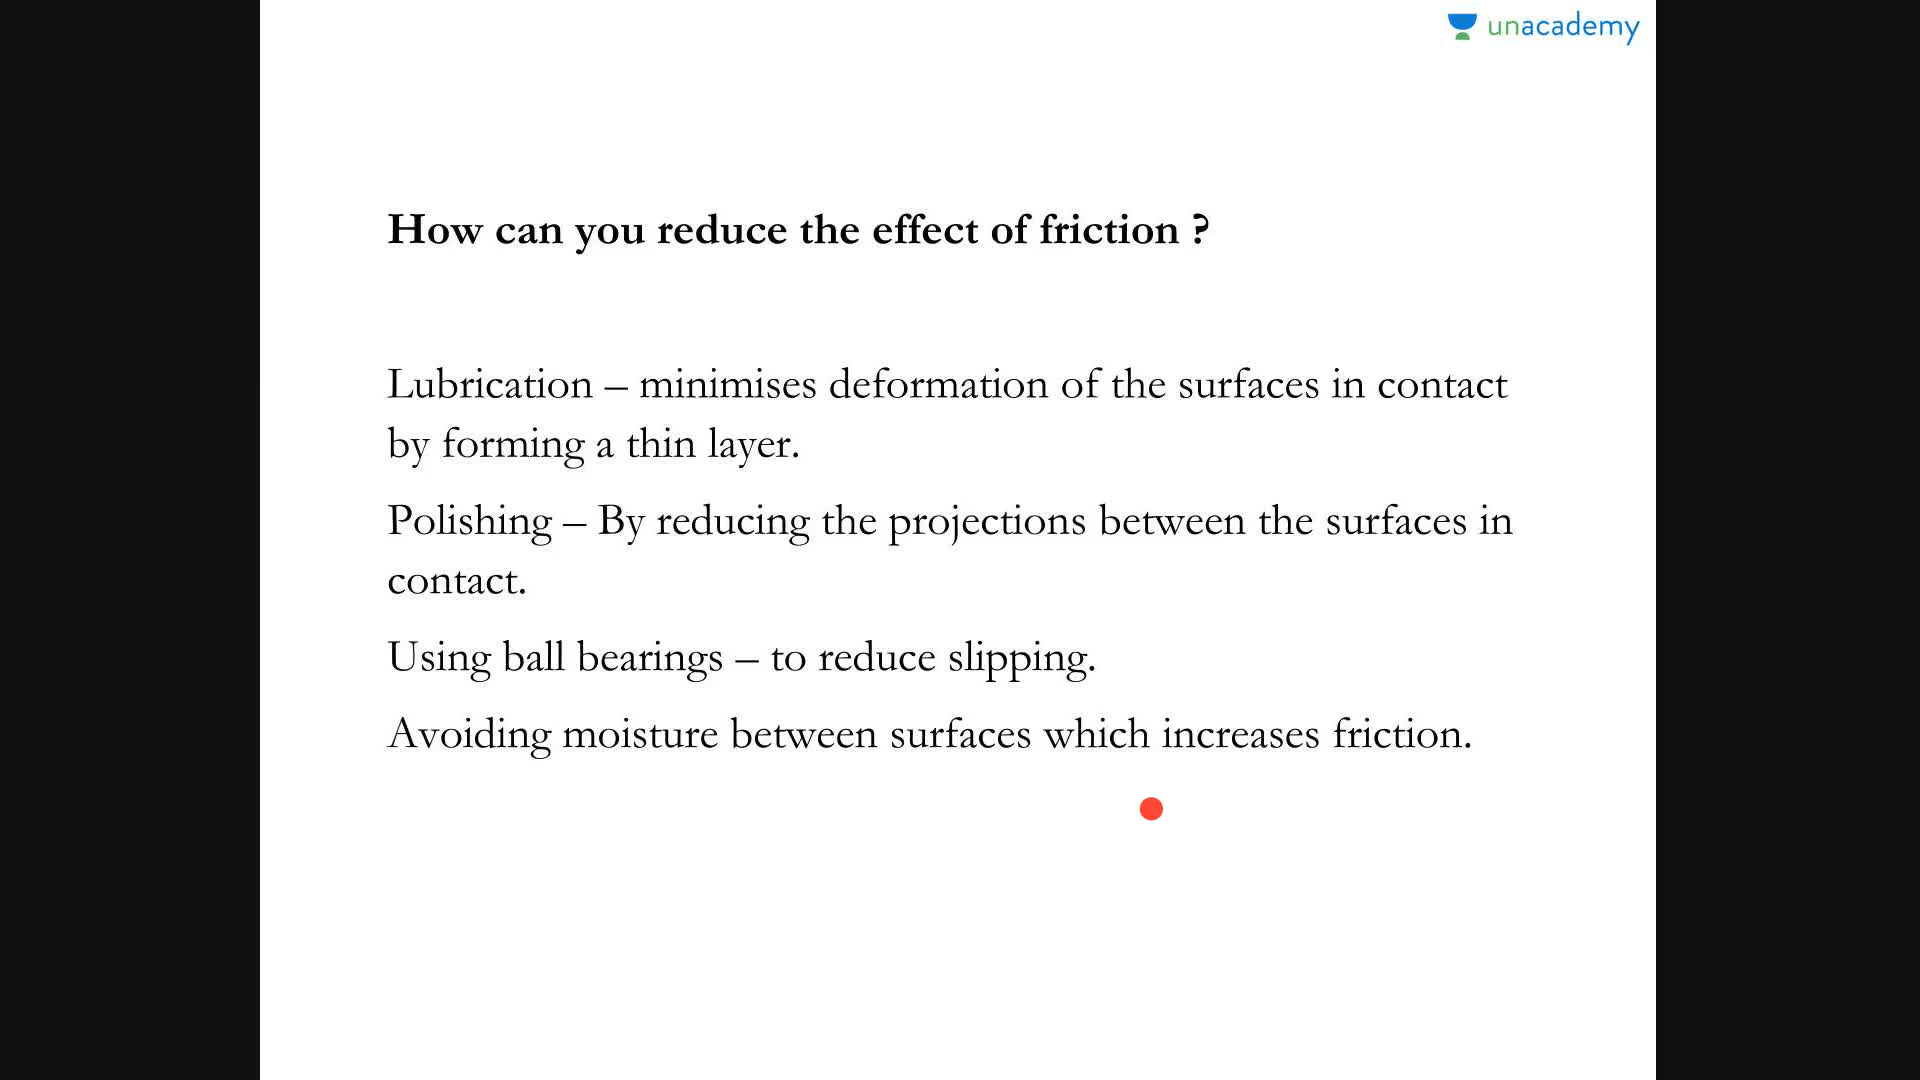 unacademy
How can you reduce the effect of friction ?
Lubrication – minimises deformation of the surfaces in contact
by forming a thin layer.
Polishing – By reducing the projections between the surfaces in
contact.
Using ball bearings – to reduce slipping.
Avoiding moisture between surfaces which increases friction.